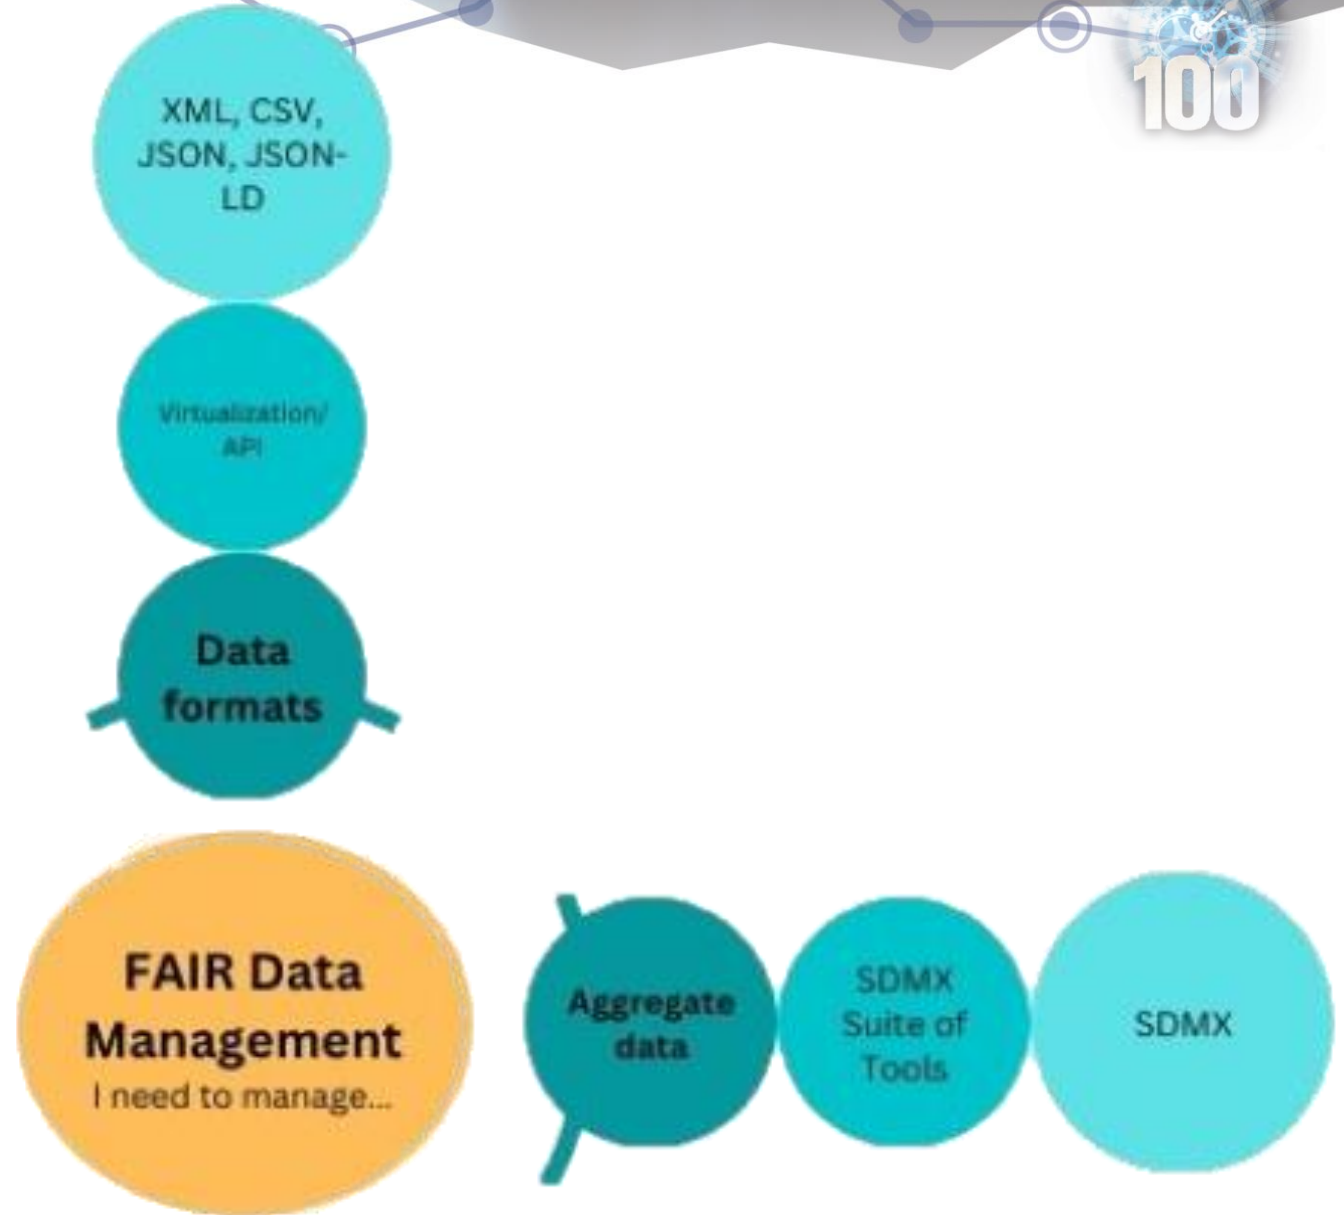 100
XML, CSV,
JSON, JSON-
LD
Virtualization/
API
Data
formats
FAIR Data
Management
I need to manage...
Aggregate
data
SDMX
Suite of
Tools
SDMX